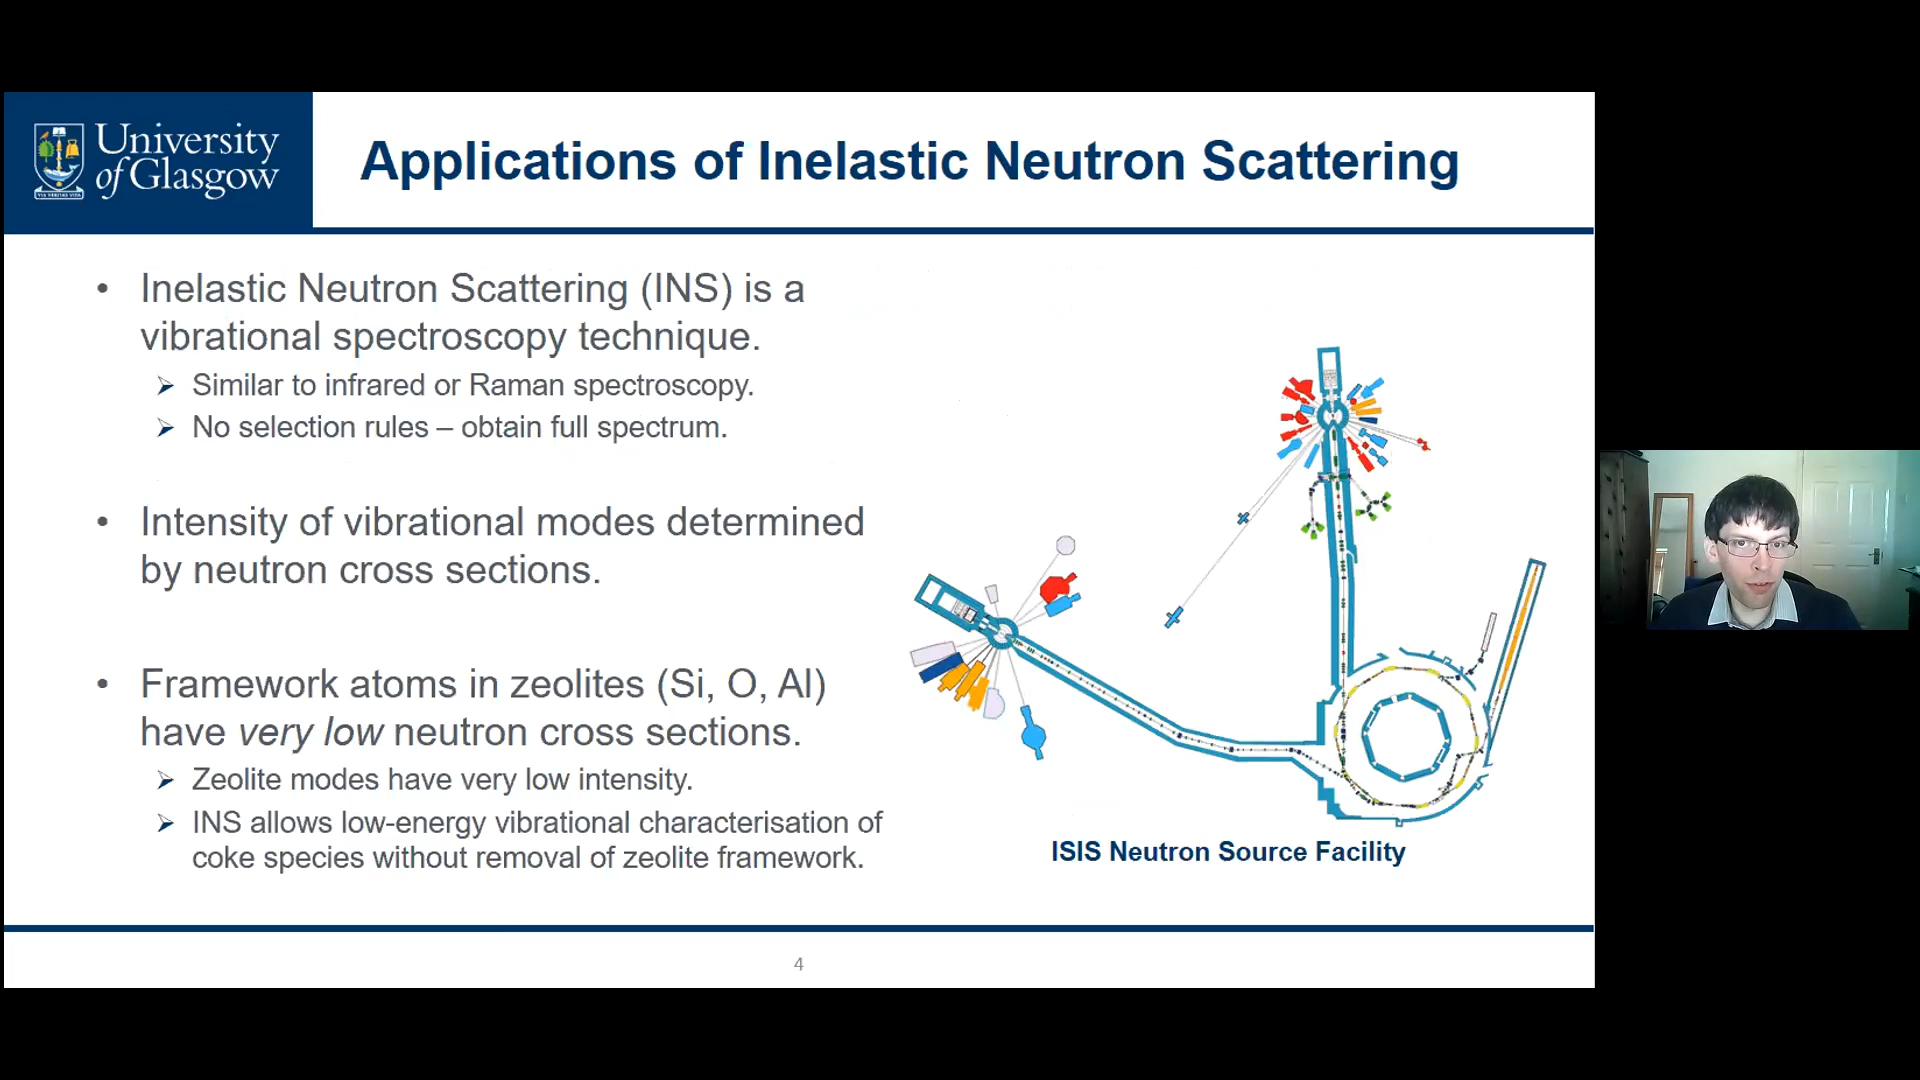 University
of Glasgow
VIA VERITAS VITA
Applications of Inelastic Neutron Scattering
• Inelastic Neutron Scattering (INS) is a
vibrational spectroscopy technique.
➢ Similar to infrared or Raman spectroscopy.
➢ No selection rules – obtain full spectrum.
• Intensity of vibrational modes determined
by neutron cross sections.
• Framework atoms in zeolites (Si, O, Al)
have very low neutron cross sections.
➢ Zeolite modes have very low intensity.
➢ INS allows low-energy vibrational characterisation of
coke species without removal of zeolite framework.
ISIS Neutron Source Facility
4